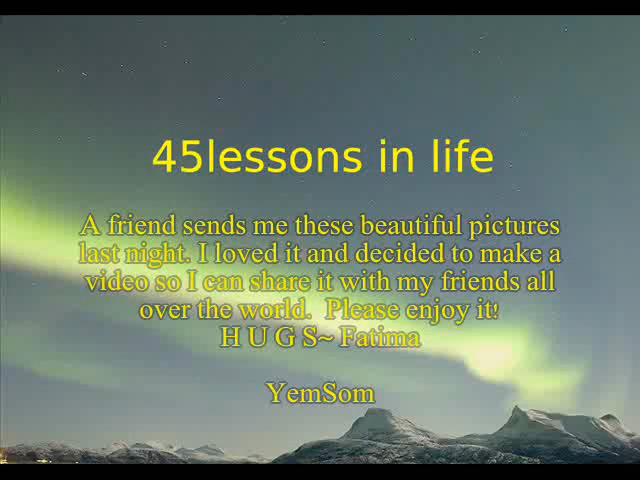 45lessons in life
A friend sends me these beautiful pictures
last night. I loved it and decided to make a
video so I can share it with my friends all
over the world.  Please enjoy it!
H U G S~ Fatima
YemSom